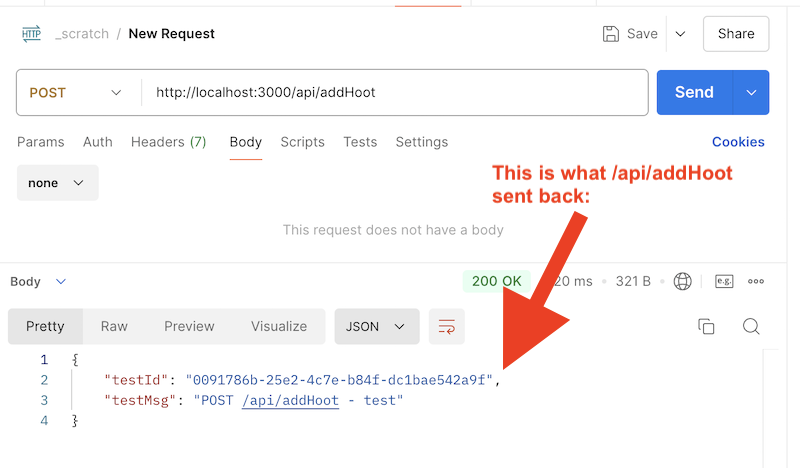 HTTP _scratch / New Request Save Share
POST http://localhost:3000/api/addHoot Send
Params Auth Headers (7) Body Scripts Tests Settings Cookies
none
This is what /api/addHoot
sent back:
This request does not have a body
Body 200 OK 20 ms 321 B e.g.
Pretty Raw Preview Visualize JSON
1 {
2 "testId": "0091786b-25e2-4c7e-b84f-dc1bae542a9f",
3 "testMsg": "POST /api/addHoot - test"
4 }